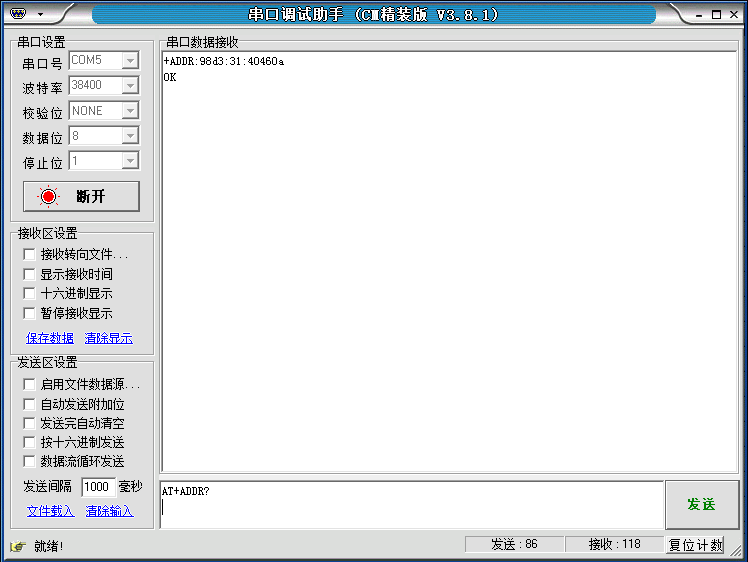 串口调试助手 (CM精装版 V3.8.1)
串口设置
串口号 COM5
波特率 38400
校验位 NONE
数据位 8
停止位 1
断开
接收区设置
接收转向文件...
显示接收时间
十六进制显示
暂停接收显示
保存数据 清除显示
发送区设置
启用文件数据源...
自动发送附加位
发送完自动清空
按十六进制发送
数据流循环发送
发送间隔 1000 毫秒
文件载入 清除输入
串口数据接收
+ADDR:98d3:31:40460a
OK
AT+ADDR?
发送
就绪!
发送 : 86
接收 : 118
复位计数